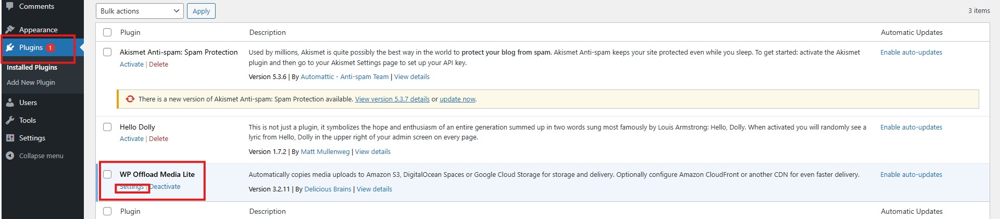 Comments
Appearance
Plugins 1
Installed Plugins
Add New Plugin
Users
Tools
Settings
Collapse menu
Bulk actions
Apply
3 items
Plugin Description Automatic Updates
Akismet Anti-spam: Spam Protection
Activate | Delete
Used by millions, Akismet is quite possibly the best way in the world to protect your blog from spam. Akismet Anti-spam keeps your site protected even while you sleep. To get started: activate the Akismet
plugin and then go to your Akismet Settings page to set up your API key.
Version 5.3.6 | By Automattic - Anti-spam Team | View details
Enable auto-updates
There is a new version of Akismet Anti-spam: Spam Protection available. View version 5.3.7 details or update now.
Hello Dolly
Activate | Delete
This is not just a plugin, it symbolizes the hope and enthusiasm of an entire generation summed up in two words sung most famously by Louis Armstrong: Hello, Dolly. When activated you will randomly see a
lyric from Hello, Dolly in the upper right of your admin screen on every page.
Version 1.7.2 | By Matt Mullenweg | View details
Enable auto-updates
WP Offload Media Lite
Settings | Deactivate
Automatically copies media uploads to Amazon S3, DigitalOcean Spaces or Google Cloud Storage for storage and delivery. Optionally configure Amazon CloudFront or another CDN for even faster delivery.
Version 3.2.11 | By Delicious Brains | View details
Enable auto-updates
Plugin Description Automatic Updates